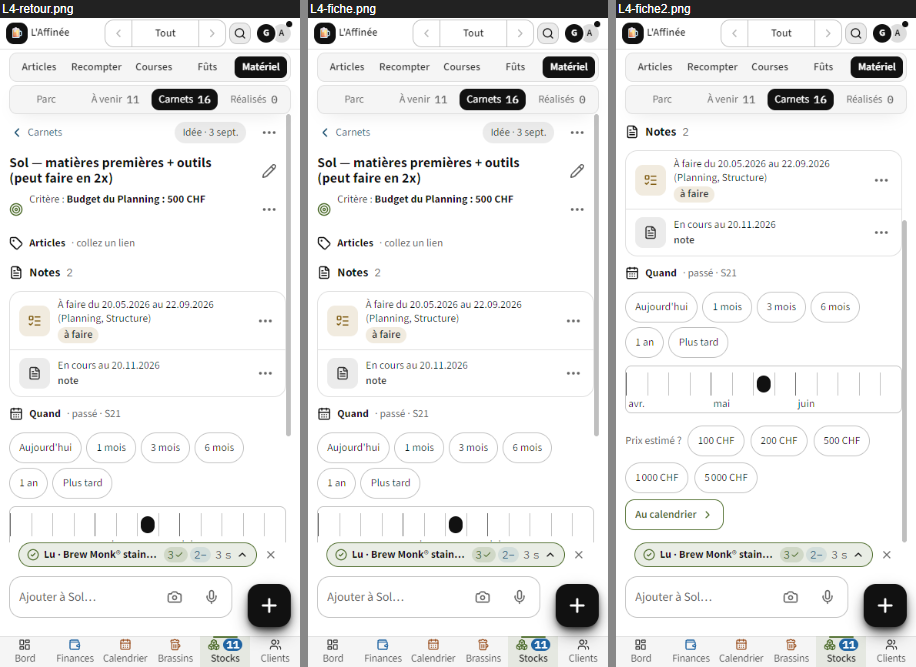 L4-retour.png
L'Affinée
Tout
G A
Articles Recompter Courses Fûts Matériel
Parc À venir 11 Carnets 16 Réalisés 0
Carnets
Idée · 3 sept.
Sol — matières premières + outils
(peut faire en 2x)
Critère : Budget du Planning : 500 CHF
Articles · collez un lien
Notes 2
À faire du 20.05.2026 au 22.09.2026
(Planning, Structure)
à faire
En cours au 20.11.2026
note
Quand · passé · S21
Aujourd'hui 1 mois 3 mois 6 mois
1 an Plus tard
Lu · Brew Monk® stain... 3 2 3 s
Ajouter à Sol...
Bord Finances Calendrier Brassins Stocks 11 Clients
L4-fiche.png
L'Affinée
Tout
G A
Articles Recompter Courses Fûts Matériel
Parc À venir 11 Carnets 16 Réalisés 0
Carnets
Idée · 3 sept.
Sol — matières premières + outils
(peut faire en 2x)
Critère : Budget du Planning : 500 CHF
Articles · collez un lien
Notes 2
À faire du 20.05.2026 au 22.09.2026
(Planning, Structure)
à faire
En cours au 20.11.2026
note
Quand · passé · S21
Aujourd'hui 1 mois 3 mois 6 mois
1 an Plus tard
Lu · Brew Monk® stain... 3 2 3 s
Ajouter à Sol...
Bord Finances Calendrier Brassins Stocks 11 Clients
L4-fiche2.png
L'Affinée
Tout
G A
Articles Recompter Courses Fûts Matériel
Parc À venir 11 Carnets 16 Réalisés 0
Notes 2
À faire du 20.05.2026 au 22.09.2026
(Planning, Structure)
à faire
En cours au 20.11.2026
note
Quand · passé · S21
Aujourd'hui 1 mois 3 mois 6 mois
1 an Plus tard
avr. mai juin
Prix estimé ? 100 CHF 200 CHF 500 CHF
1000 CHF 5000 CHF
Au calendrier
Lu · Brew Monk® stain... 3 2 3 s
Ajouter à Sol...
Bord Finances Calendrier Brassins Stocks 11 Clients